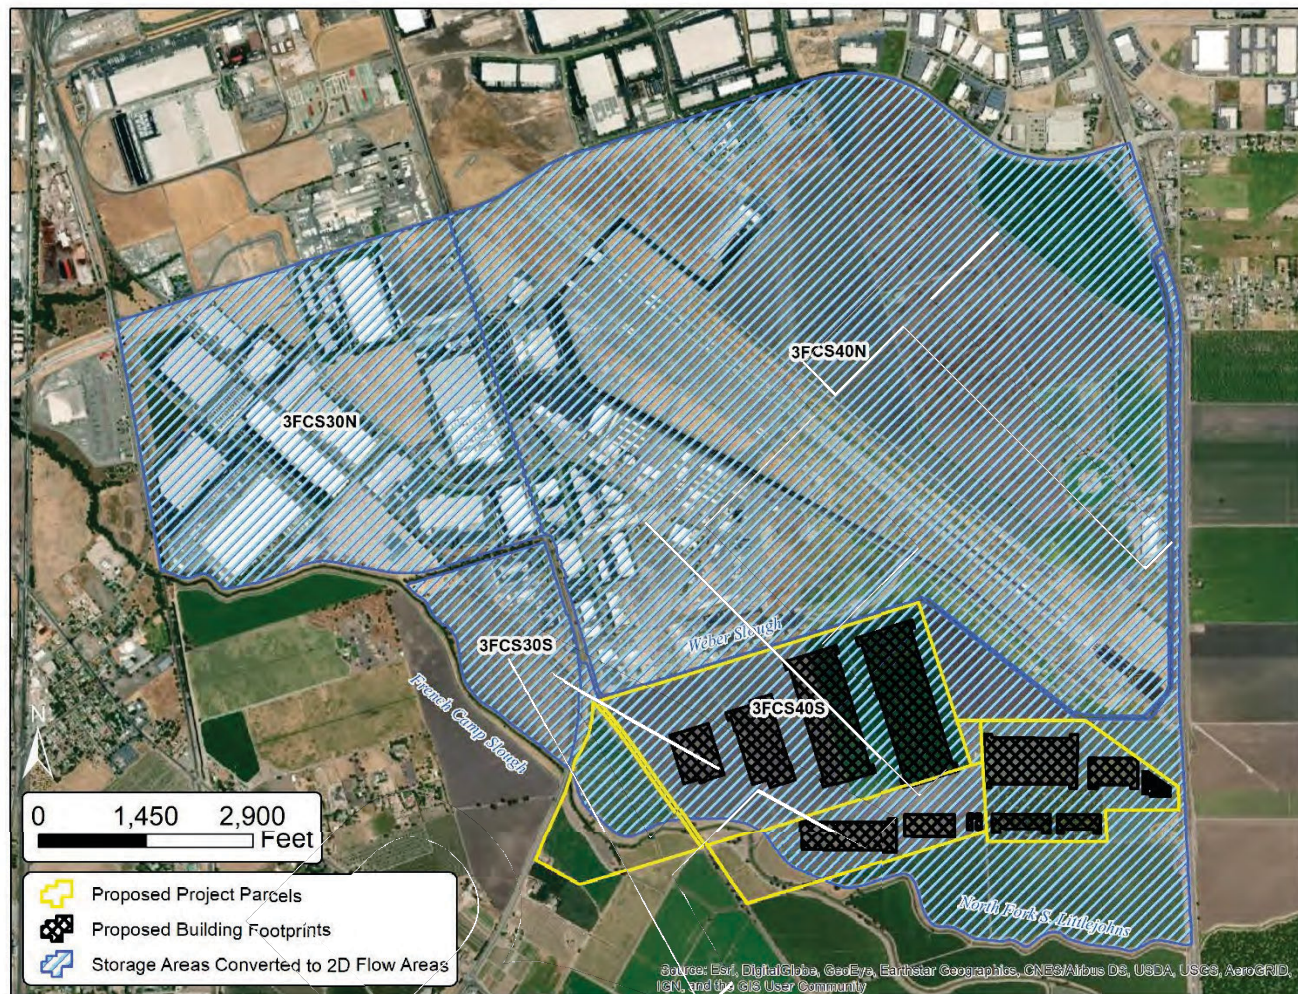 3FCS40N
3FCS30N
3FCS30S
Weber Slough
3FCS40S
French Camp Slough
North Fork S. Littlejohns
N
0 1,450 2,900
Feet
Proposed Project Parcels
Proposed Building Footprints
Storage Areas Converted to 2D Flow Areas
Source: Esri, DigitalGlobe, GeoEye, Earthstar Geographics, CNES/Airbus DS, USDA, USGS, AeroGRID,
IGN, and the GIS User Community